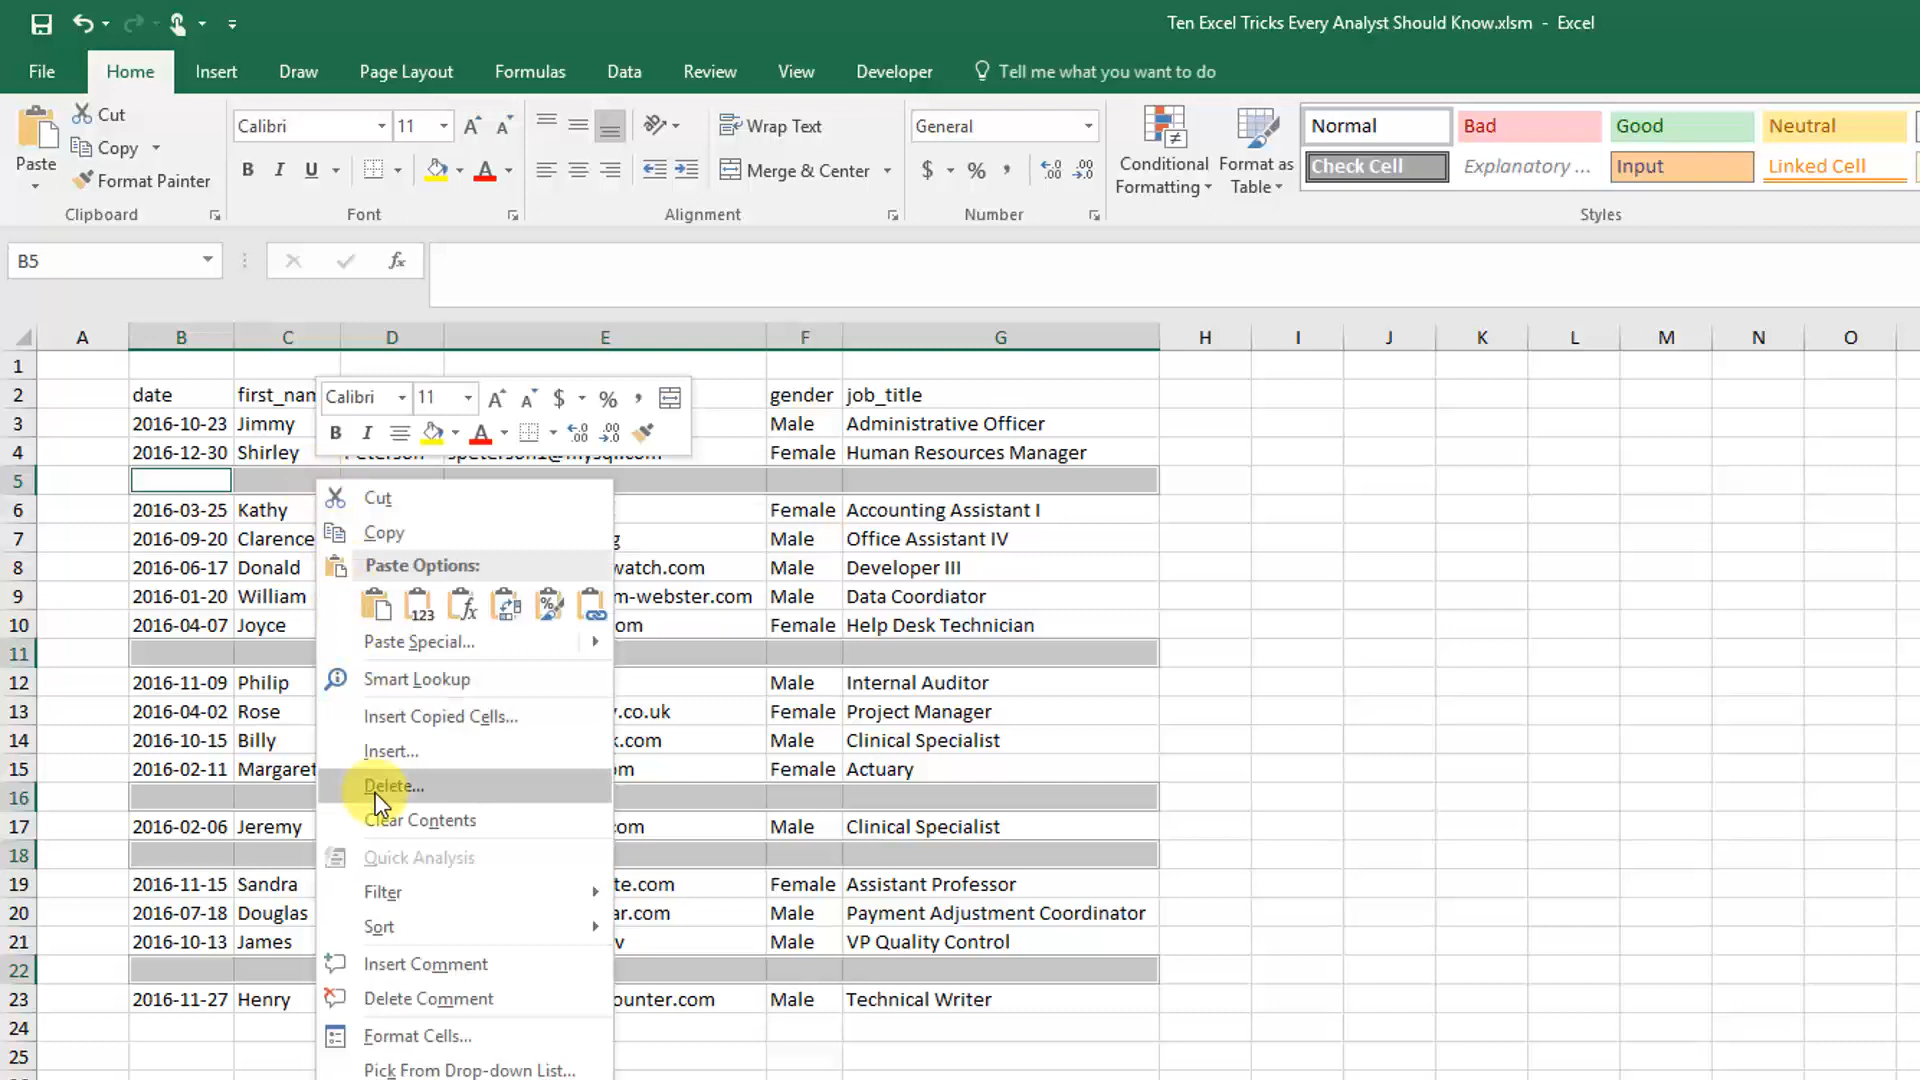 Ten Excel Tricks Every Analyst Should Know.xlsm - Excel
File Home Insert Draw Page Layout Formulas Data Review View Developer Tell me what you want to do
Paste
Cut
Copy
Format Painter
Clipboard
Calibri 11
B I U
Font
Wrap Text
Merge & Center
Alignment
General
$ % ,
Number
Conditional Formatting
Format as Table
Normal Bad Good Neutral
Check Cell Explanatory ... Input Linked Cell
Styles
B5 fx
A B C D E F G H I J K L M N O
1
2 date first_nam gender job_title
3 2016-10-23 Jimmy Male Administrative Officer
4 2016-12-30 Shirley Peterson speterson1@mysql.com Female Human Resources Manager
5
6 2016-03-25 Kathy Female Accounting Assistant I
7 2016-09-20 Clarence g Male Office Assistant IV
8 2016-06-17 Donald watch.com Male Developer III
9 2016-01-20 William m-webster.com Male Data Coordiator
10 2016-04-07 Joyce om Female Help Desk Technician
11
12 2016-11-09 Philip Male Internal Auditor
13 2016-04-02 Rose .co.uk Female Project Manager
14 2016-10-15 Billy k.com Male Clinical Specialist
15 2016-02-11 Margaret om Female Actuary
16
17 2016-02-06 Jeremy com Male Clinical Specialist
18
19 2016-11-15 Sandra te.com Female Assistant Professor
20 2016-07-18 Douglas ar.com Male Payment Adjustment Coordinator
21 2016-10-13 James v Male VP Quality Control
22
23 2016-11-27 Henry ounter.com Male Technical Writer
24
25
Calibri 11 $ % ,
B I
Cut
Copy
Paste Options:
123 fx %
Paste Special...
Smart Lookup
Insert Copied Cells...
Insert...
Delete...
Clear Contents
Quick Analysis
Filter
Sort
Insert Comment
Delete Comment
Format Cells...
Pick From Drop-down List...